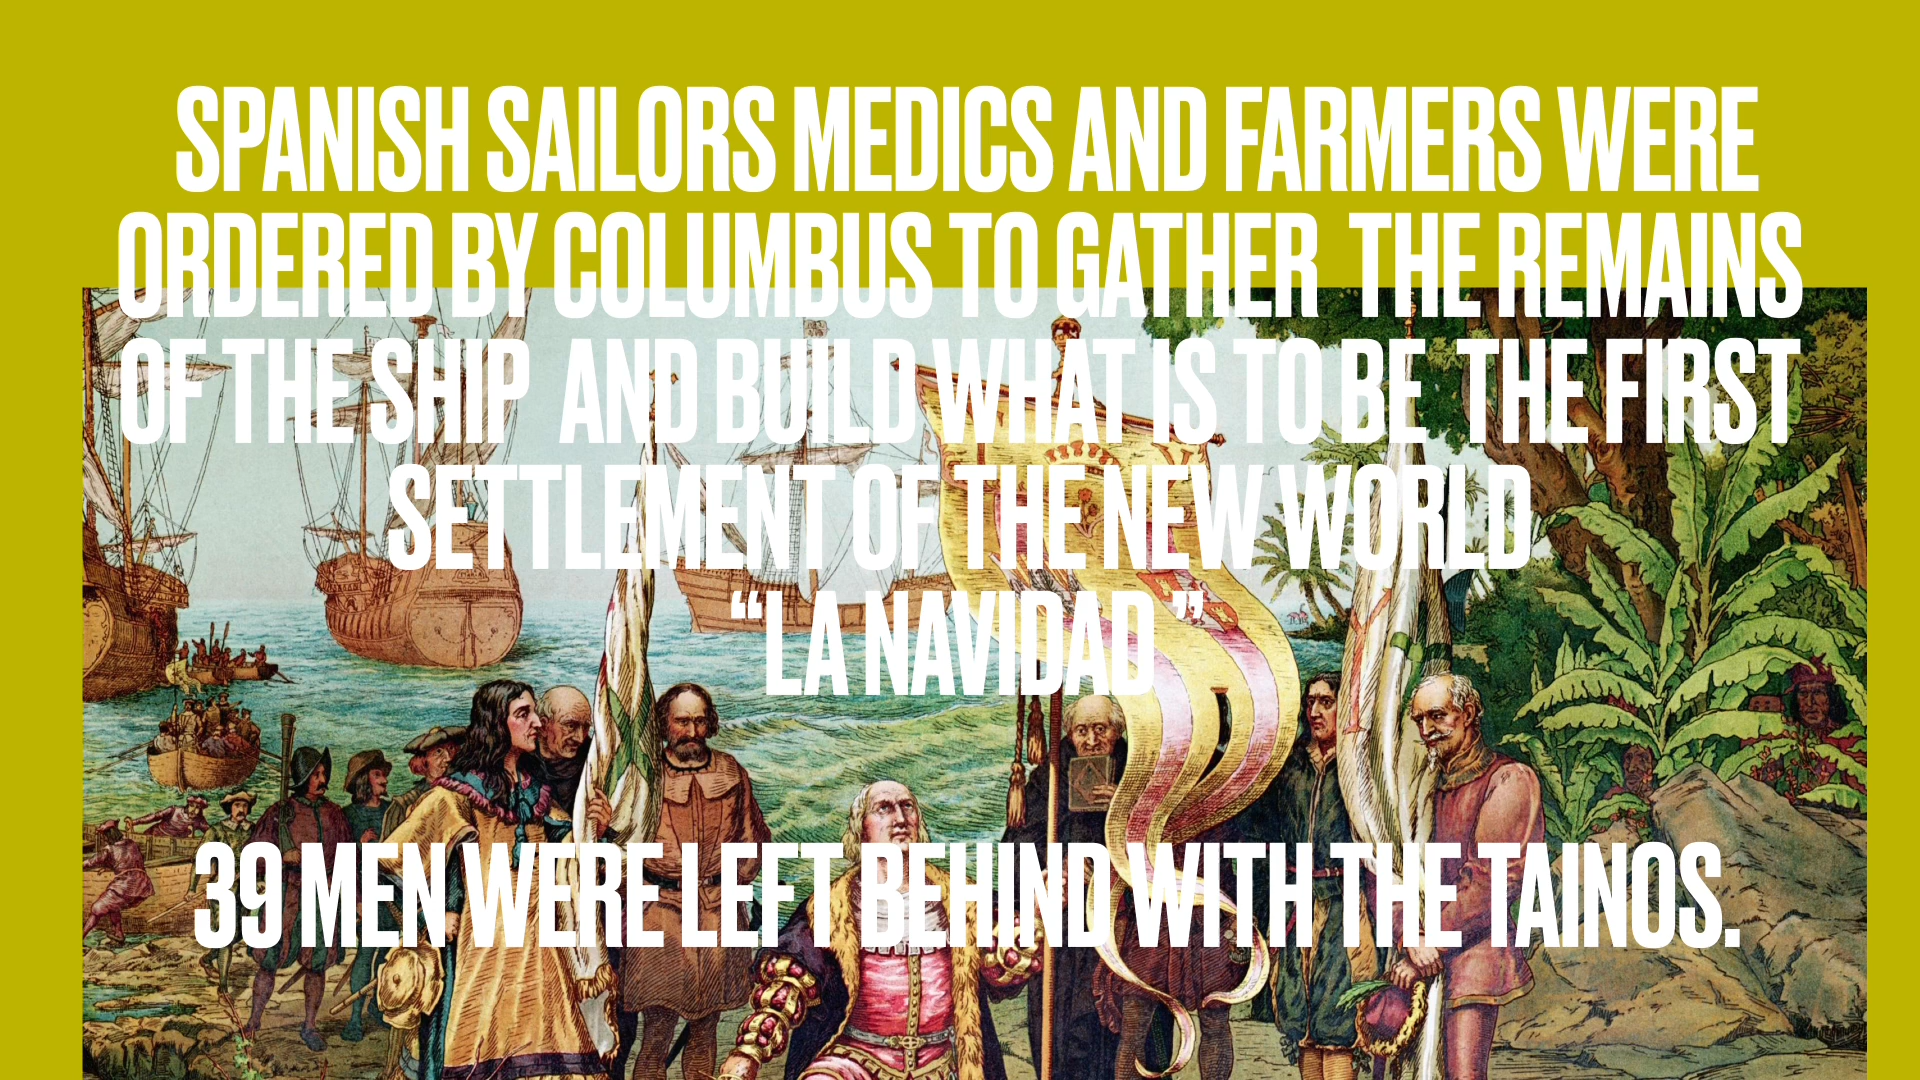 SPANISH SAILORS MEDICS AND FARMERS WERE
ORDERED BY COLUMBUS TO GATHER THE REMAINS
OF THE SHIP AND BUILD WHAT IS TO BE THE FIRST
SETTLEMENT OF THE NEW WORLD
“LA NAVIDAD”
39 MEN WERE LEFT BEHIND WITH THE TAINOS.